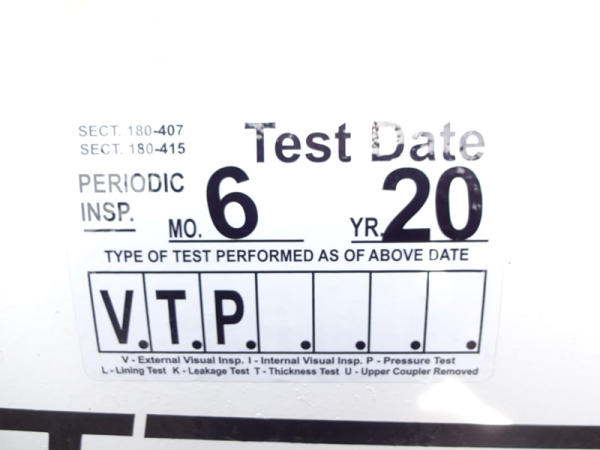 SECT. 180-407
SECT. 180-415
Test Date
PERIODIC
INSP.
MO. 6 YR. 20
TYPE OF TEST PERFORMED AS OF ABOVE DATE
V. T. P. . . . .
V - External Visual Insp. I - Internal Visual Insp. P - Pressure Test
L - Lining Test K - Leakage Test T - Thickness Test U - Upper Coupler Removed